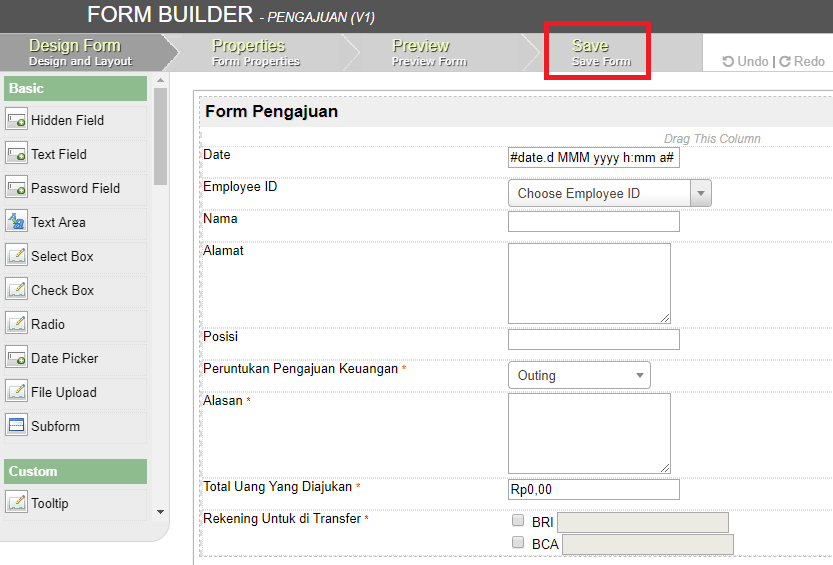 FORM BUILDER - PENGAJUAN (V1)
Design Form
Design and Layout
Properties
Form Properties
Preview
Preview Form
Save
Save Form
Undo | Redo
Basic
Hidden Field
Text Field
Password Field
Text Area
Select Box
Check Box
Radio
Date Picker
File Upload
Subform
Custom
Tooltip
Form Pengajuan
Drag This Column
Date #date.d MMM yyyy h:mm a#
Employee ID Choose Employee ID
Nama
Alamat
Posisi
Peruntukan Pengajuan Keuangan * Outing
Alasan *
Total Uang Yang Diajukan * Rp0,00
Rekening Untuk di Transfer * BRI
BCA